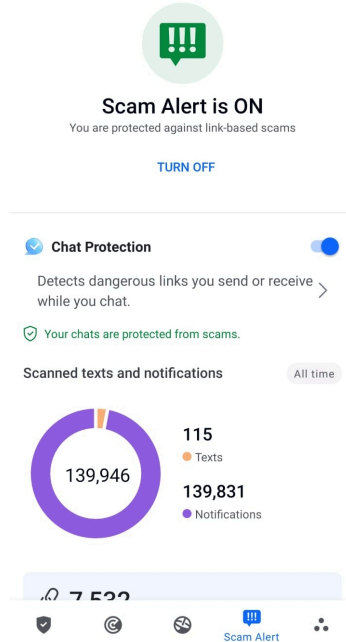 Scam Alert is ON
You are protected against link-based scams
TURN OFF
Chat Protection
Detects dangerous links you send or receive
while you chat.
Your chats are protected from scams.
Scanned texts and notifications
All time
139,946
115
Texts
139,831
Notifications
7,532
Scam Alert